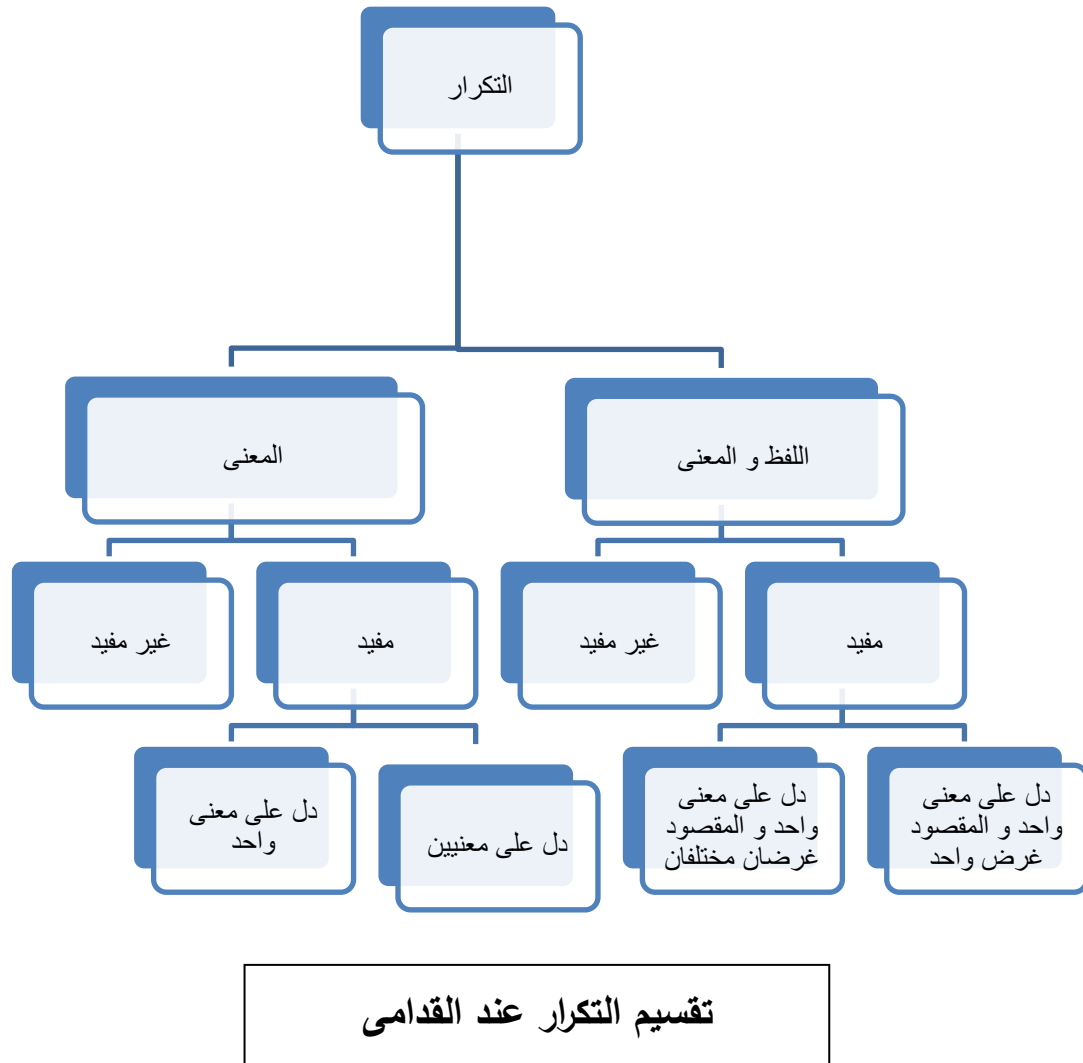 التكرار
اللفظ و المعنى
المعنى
مفيد
غير مفيد
مفيد
غير مفيد
دل على معنى
واحد و المقصود
غرض واحد
دل على معنى
واحد و المقصود
غرضان مختلفان
دل على معنيين
دل على معنى
واحد
تقسيم التكرار عند القدامى